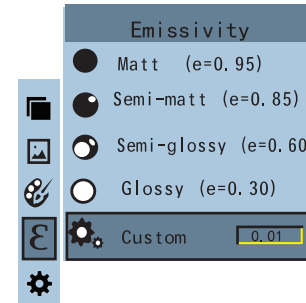 Emissivity
Matt (e=0.95)
Semi-matt (e=0.85)
Semi-glossy (e=0.60
Glossy (e=0.30)
ε
Custom 0.01